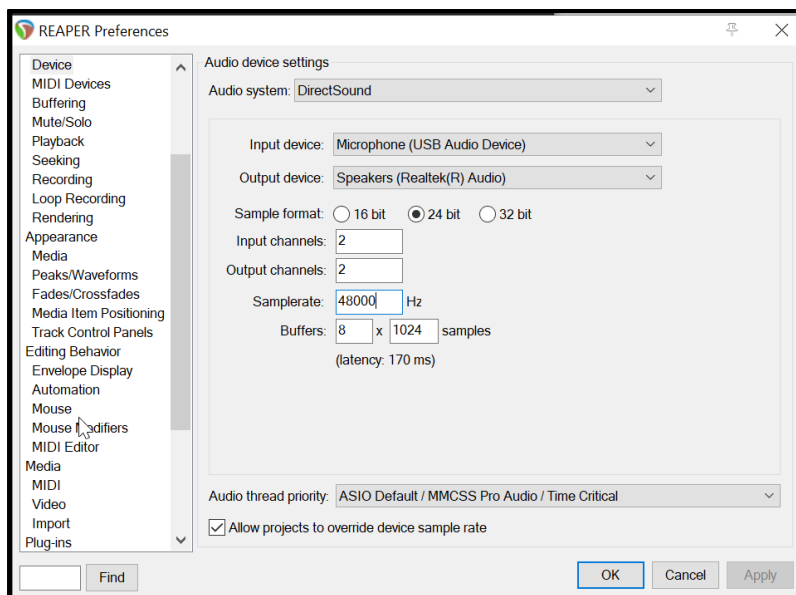 REAPER Preferences
Device
MIDI Devices
Buffering
Mute/Solo
Playback
Seeking
Recording
Loop Recording
Rendering
Appearance
Media
Peaks/Waveforms
Fades/Crossfades
Media Item Positioning
Track Control Panels
Editing Behavior
Envelope Display
Automation
Mouse
Mouse Modifiers
MIDI Editor
Media
MIDI
Video
Import
Plug-ins
Find
Audio device settings
Audio system: DirectSound
Input device: Microphone (USB Audio Device)
Output device: Speakers (Realtek(R) Audio)
Sample format: 16 bit 24 bit 32 bit
Input channels: 2
Output channels: 2
Samplerate: 48000 Hz
Buffers: 8 x 1024 samples
(latency: 170 ms)
Audio thread priority: ASIO Default / MMCSS Pro Audio / Time Critical
Allow projects to override device sample rate
OK Cancel Apply